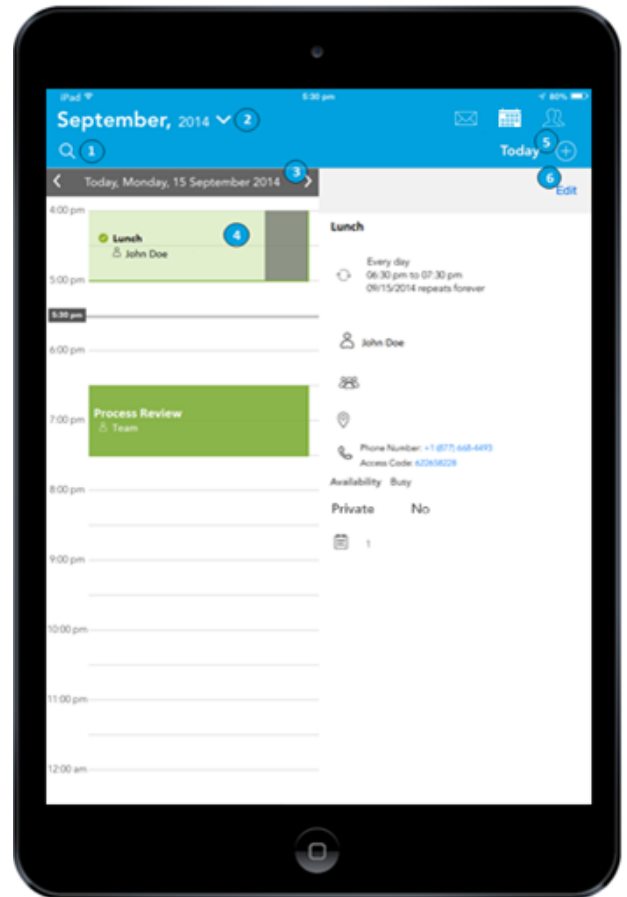 iPad 5:30 pm 80%
September, 2014 2
1 Today 5
Today, Monday, 15 September 2014 3
6 Edit
4:00 pm
Lunch 4
John Doe
5:00 pm
5:30 pm
6:00 pm
Process Review
7:00 pm Team
8:00 pm
9:00 pm
10:00 pm
11:00 pm
12:00 am
Lunch
Every day
06:30 pm to 07:30 pm
09/15/2014 repeats forever
John Doe
Phone Number: +1 (877) 668-4493
Access Code: 622658228
Availability Busy
Private No
1